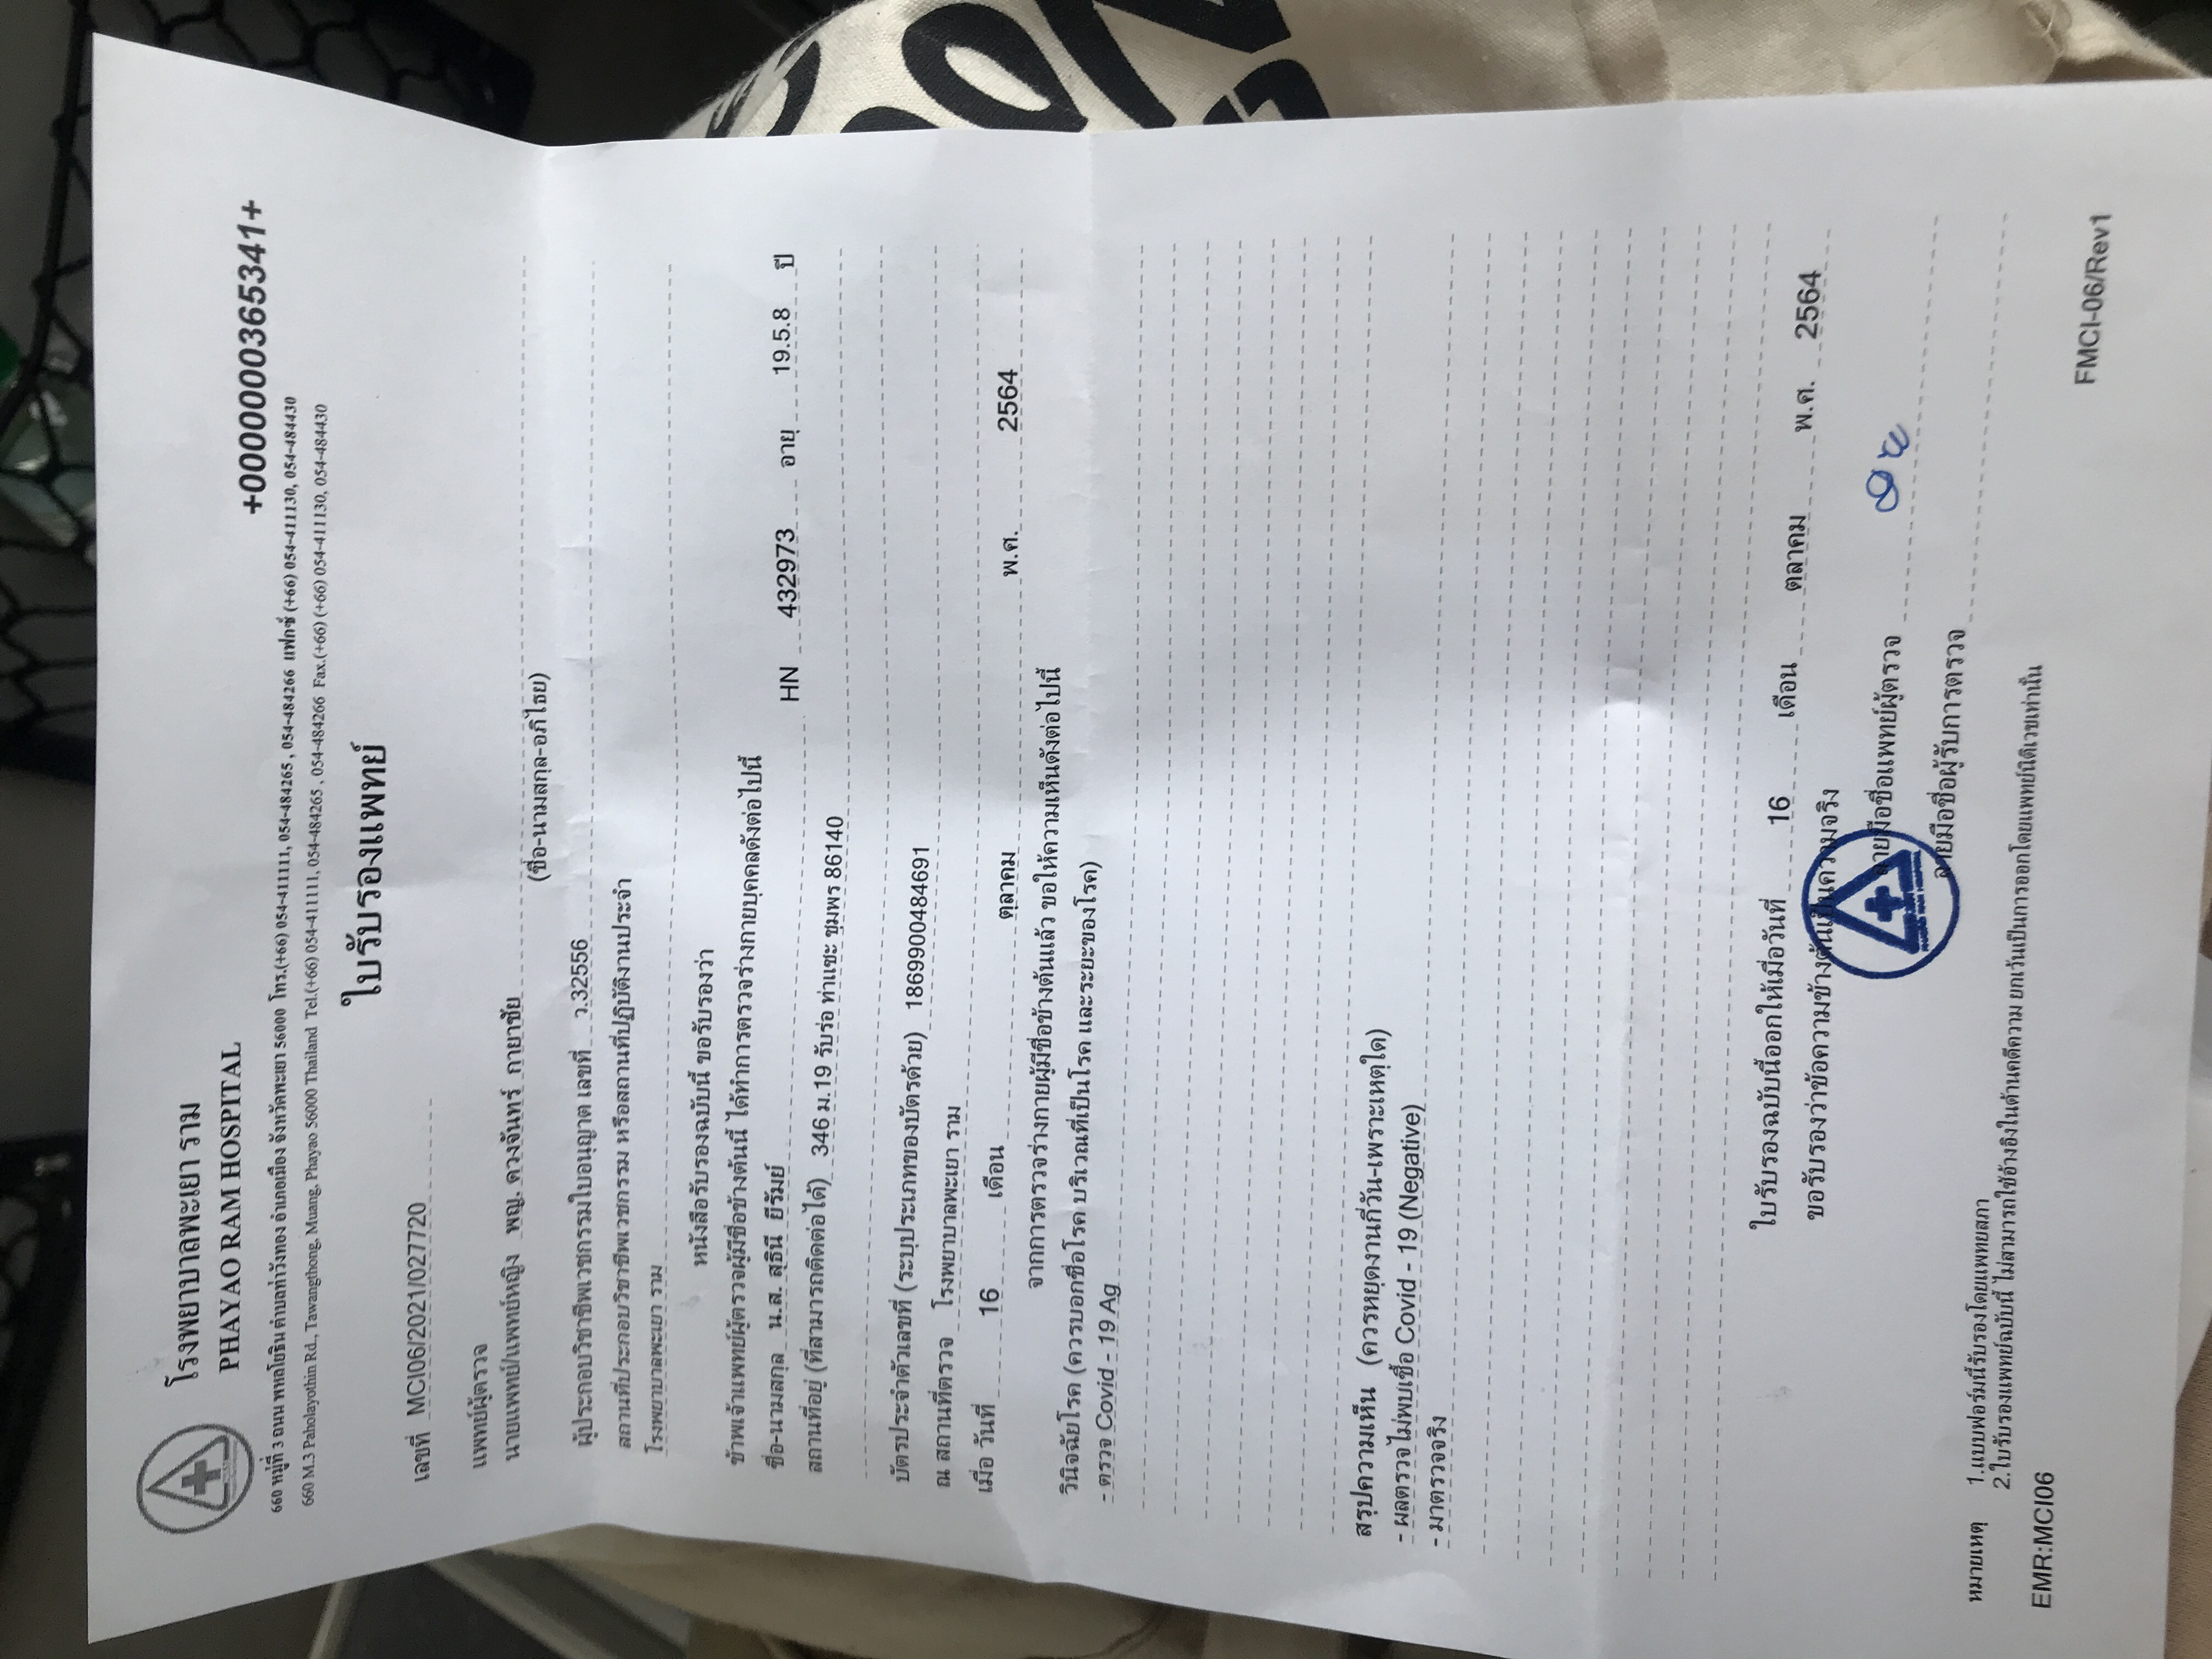 โรงพยาบาลพะเยา ราม
PHAYAO RAM HOSPITAL
+0000000365341+
660 หมู่ที่ 3 ถนน พหลโยธิน ตำบลท่าวังทอง อำเภอเมือง จังหวัดพะเยา 56000 โทร.(+66) 054-411111, 054-484265 , 054-484266 แฟกซ์ (+66) 054-411130, 054-484430
660 M.3 Paholayothin Rd., Tawangthong, Muang, Phayao 56000 Thailand Tel.(+66) 054-411111, 054-484265 , 054-484266 Fax.(+66) (+66) 054-411130, 054-484430
ใบรับรองแพทย์
เลขที่ MCI06/2021/027720
แพทย์ผู้ตรวจ
นายแพทย์/แพทย์หญิง พญ. ดวงจันทร์ กายาชัย
(ชื่อ-นามสกุล-อภิไธย)
ผู้ประกอบวิชาชีพเวชกรรมใบอนุญาต เลขที่ ว.32556
สถานที่ประกอบวิชาชีพเวชกรรม หรือสถานที่ปฏิบัติงานประจำ
โรงพยาบาลพะเยา ราม
หนังสือรับรองฉบับนี้ ขอรับรองว่า
ข้าพเจ้าแพทย์ผู้ตรวจผู้มีชื่อข้างต้นนี้ ได้ทำการตรวจร่างกายบุคคลดังต่อไปนี้
ชื่อ-นามสกุล น.ส. สุธินี ยีรัมย์ HN 432973 อายุ 19.5.8 ปี
สถานที่อยู่ (ที่สามารถติดต่อได้) 346 ม.19 รับร่อ ท่าแซะ ชุมพร 86140
บัตรประจำตัวเลขที่ (ระบุประเภทของบัตรด้วย) 1869900484691
ณ สถานที่ตรวจ โรงพยาบาลพะเยา ราม
เมื่อ วันที่ 16 เดือน ตุลาคม พ.ศ. 2564
จากการตรวจร่างกายผู้มีชื่อข้างต้นแล้ว ขอให้ความเห็นดังต่อไปนี้
วินิจฉัยโรค (ควรบอกชื่อโรค บริเวณที่เป็นโรค และระยะของโรค)
- ตรวจ Covid - 19 Ag
สรุปความเห็น (ควรหยุดงานกี่วัน-เพราะเหตุใด)
- ผลตรวจไม่พบเชื้อ Covid - 19 (Negative)
- มาตรวจจริง
ใบรับรองฉบับนี้ออกให้เมื่อวันที่ 16 เดือน ตุลาคม พ.ศ. 2564
ขอรับรองว่าข้อความข้างต้นเป็นความจริง
ลายมือชื่อแพทย์ผู้ตรวจ
PHAYAO RAM HOSPITAL
ลายมือชื่อผู้รับการตรวจ
หมายเหตุ 1.แบบฟอร์มนี้รับรองโดยแพทยสภา
2.ใบรับรองแพทย์ฉบับนี้ ไม่สามารถใช้อ้างอิงในด้านคดีความ ยกเว้นเป็นการออกโดยแพทย์นิติเวชเท่านั้น
EMR:MCI06
FMCI-06/Rev1